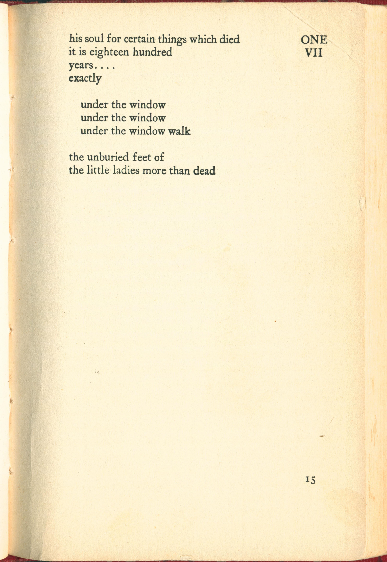 his soul for certain things which died
it is eighteen hundred
years....
exactly
under the window
under the window
under the window walk
the unburied feet of
the little ladies more than dead
ONE
VII
15